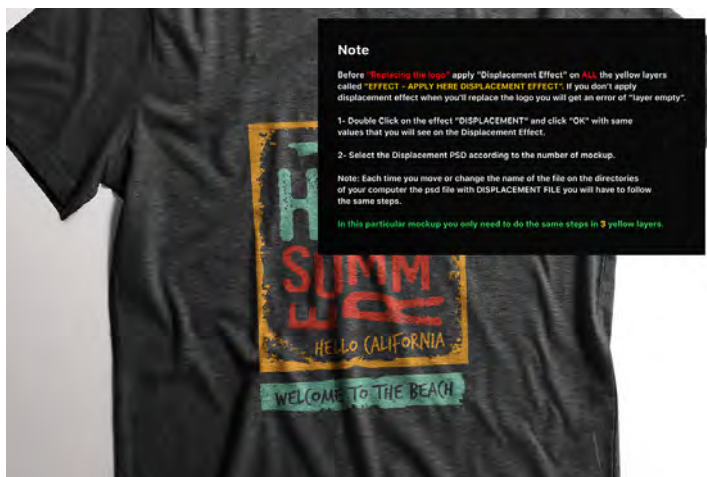 Note
Before "Replacing the logo" apply "Displacement Effect" on ALL the yellow layers
called "EFFECT - APPLY HERE DISPLACEMENT EFFECT". If you don't apply
displacement effect when you'll replace the logo you will get an error of "layer empty".
1- Double Click on the effect "DISPLACEMENT" and click "OK" with same
values that you will see on the Displacement Effect.
2- Select the Displacement PSD according to the number of mockup.
Note: Each time you move or change the name of the file on the directories
of your computer the psd file with DISPLACEMENT FILE you will have to follow
the same steps.
In this particular mockup you only need to do the same steps in 3 yellow layers.
H
SUMM
ER
HELLO CALIFORNIA
WELCOME TO THE BEACH